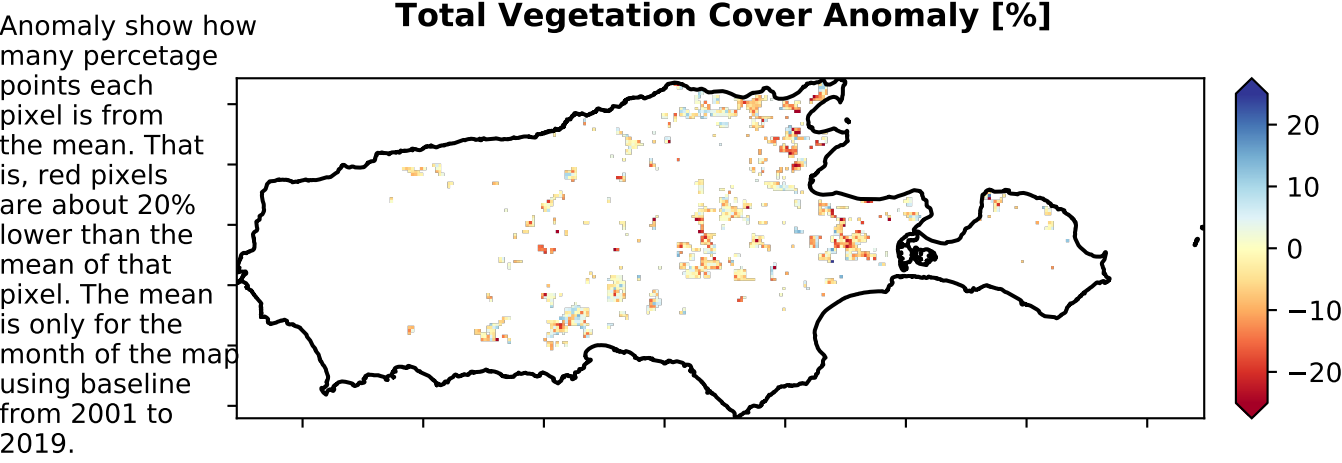 Total Vegetation Cover Anomaly [%]
Anomaly show how
many percetage
points each
pixel is from
the mean. That
is, red pixels
are about 20%
lower than the
mean of that
pixel. The mean
is only for the
month of the map
using baseline
from 2001 to
2019.
20
10
0
−10
−20